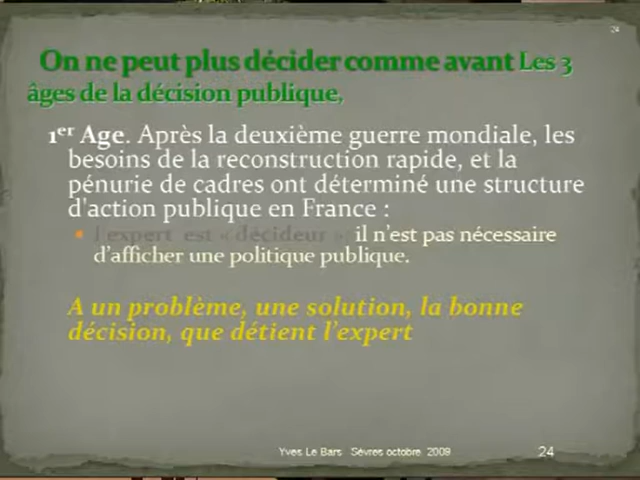 24
On ne peut plus décider comme avant Les 3
âges de la décision publique,
1er Age. Après la deuxième guerre mondiale, les
besoins de la reconstruction rapide, et la
pénurie de cadres ont déterminé une structure
d'action publique en France :
• l'expert est « décideur »: il n'est pas nécessaire
d'afficher une politique publique.
A un problème, une solution, la bonne
décision, que détient l'expert
Yves Le Bars Sèvres octobre 2009
24